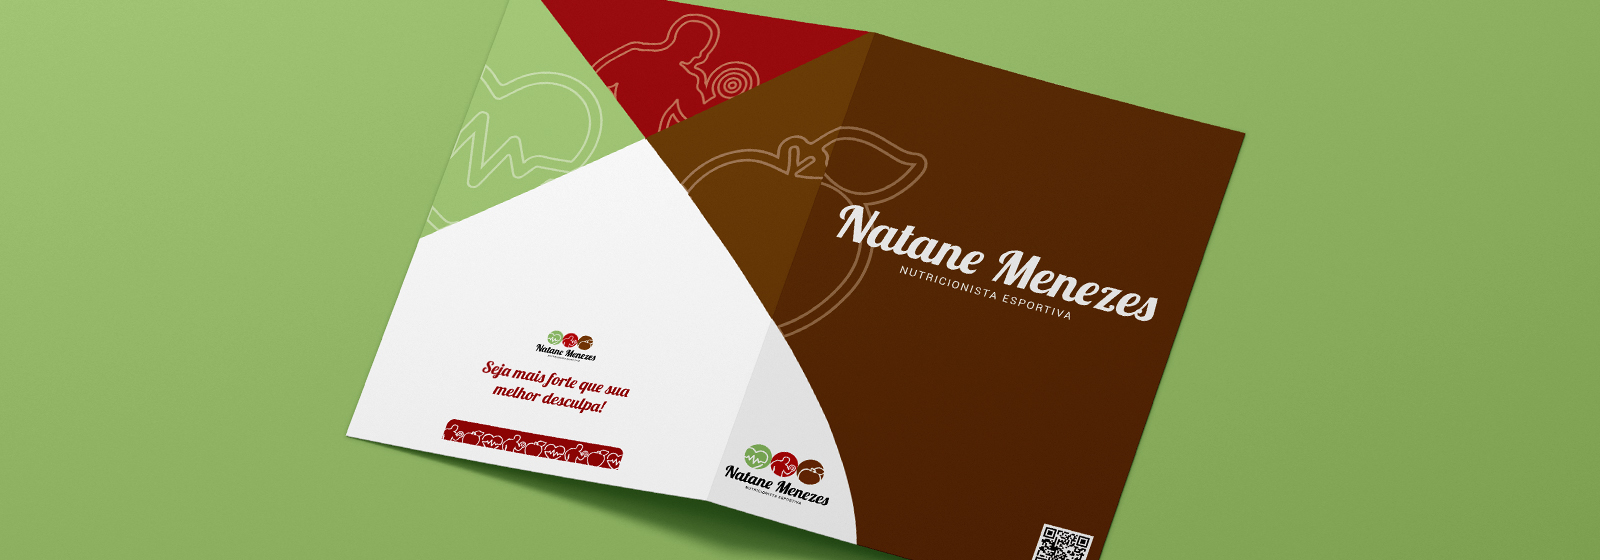 Natane Menezes
NUTRICIONISTA ESPORTIVA
Natane Menezes
Seja mais forte que sua
melhor desculpa!
Natane Menezes
NUTRICIONISTA ESPORTIVA